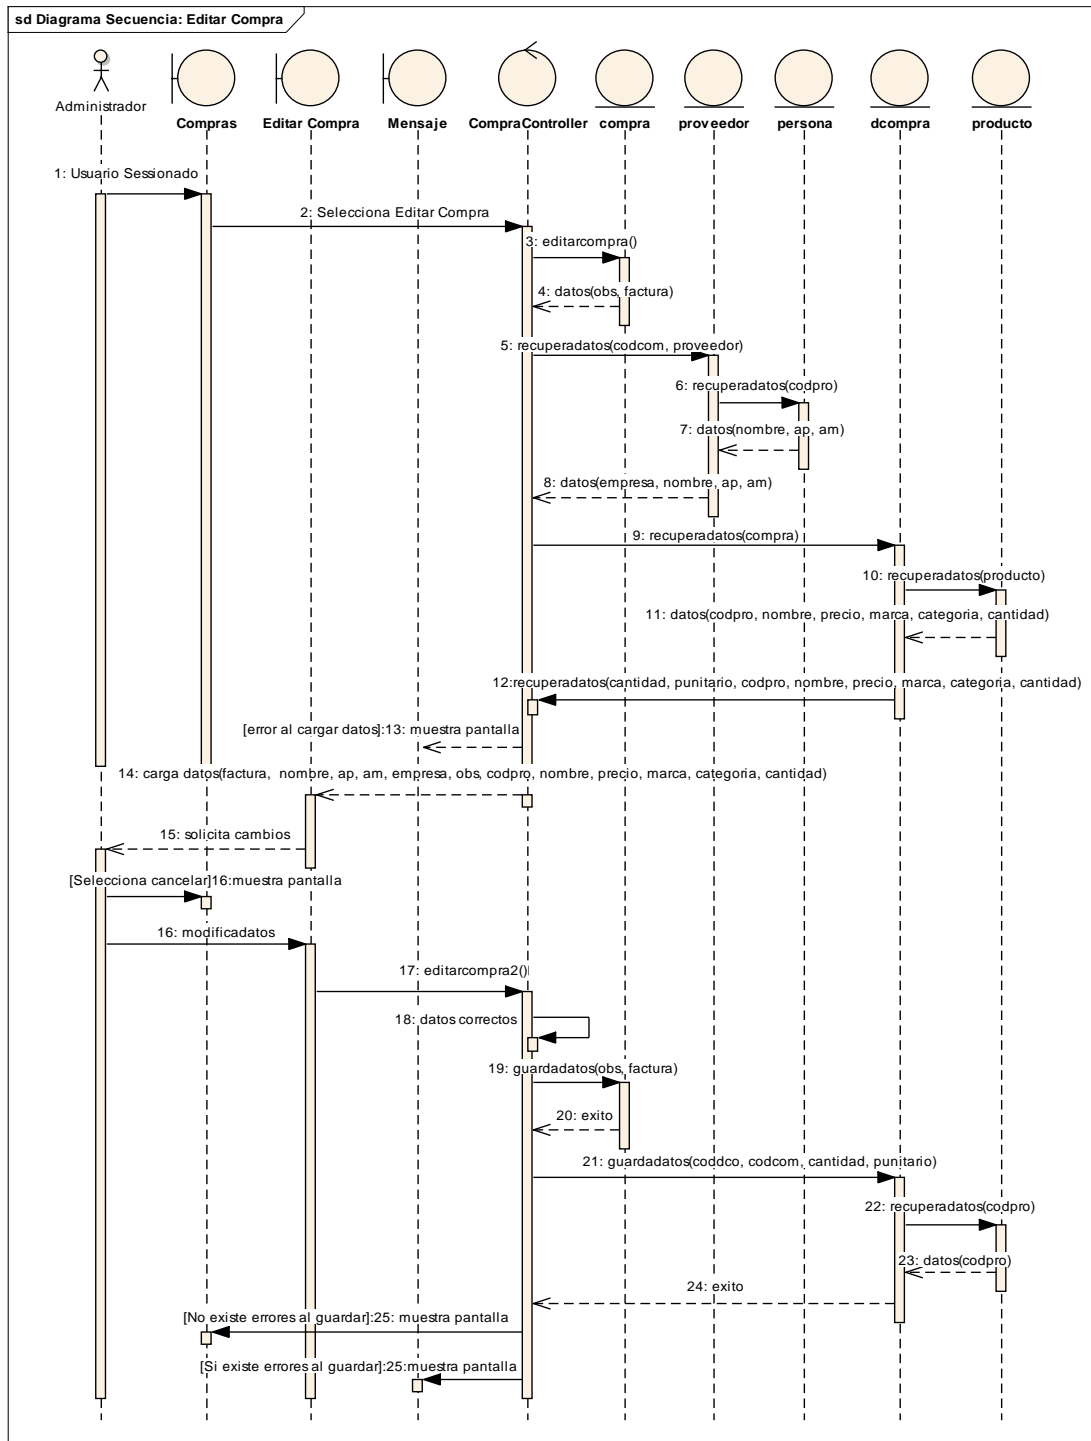 sd Diagrama Secuencia: Editar Compra
Administrador
Compras
Editar Compra
Mensaje
CompraController
compra
proveedor
persona
dcompra
producto
1: Usuario Sessionado
2: Selecciona Editar Compra
3: editarcompra()
4: datos(obs, factura)
5: recuperadatos(codcom, proveedor)
6: recuperadatos(codpro)
7: datos(nombre, ap, am)
8: datos(empresa, nombre, ap, am)
9: recuperadatos(compra)
10: recuperadatos(producto)
11: datos(codpro, nombre, precio, marca, categoria, cantidad)
12:recuperadatos(cantidad, punitario, codpro, nombre, precio, marca, categoria, cantidad)
[error al cargar datos]:13: muestra pantalla
14: carga datos(factura, nombre, ap, am, empresa, obs, codpro, nombre, precio, marca, categoria, cantidad)
15: solicita cambios
[Selecciona cancelar]16:muestra pantalla
16: modificadatos
17: editarcompra2()
18: datos correctos
19: guardadatos(obs, factura)
20: exito
21: guardadatos(coddco, codcom, cantidad, punitario)
22: recuperadatos(codpro)
23: datos(codpro)
24: exito
[No existe errores al guardar]:25: muestra pantalla
[Si existe errores al guardar]:25:muestra pantalla